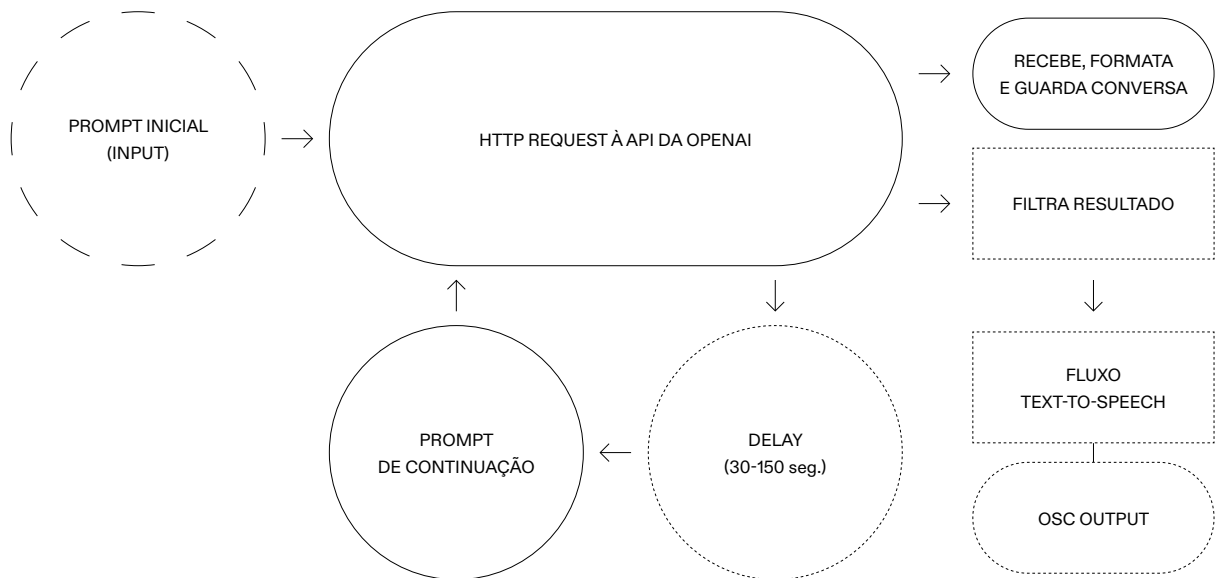 PROMPT INICIAL
(INPUT)
HTTP REQUEST À API DA OPENAI
RECEBE, FORMATA
E GUARDA CONVERSA
FILTRA RESULTADO
PROMPT
DE CONTINUAÇÃO
DELAY
(30-150 seg.)
FLUXO
TEXT-TO-SPEECH
OSC OUTPUT